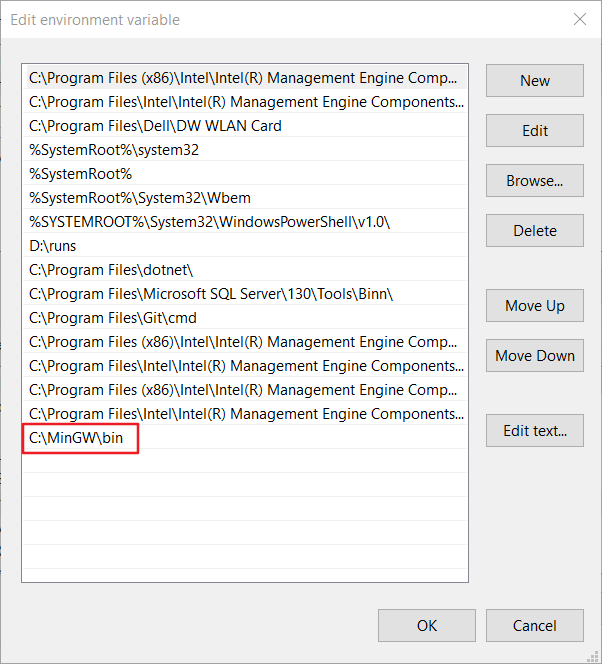 Edit environment variable
C:\Program Files (x86)\Intel\Intel(R) Management Engine Comp...
C:\Program Files\Intel\Intel(R) Management Engine Components...
C:\Program Files\Dell\DW WLAN Card
%SystemRoot%\system32
%SystemRoot%
%SystemRoot%\System32\Wbem
%SYSTEMROOT%\System32\WindowsPowerShell\v1.0\
D:\runs
C:\Program Files\dotnet\
C:\Program Files\Microsoft SQL Server\130\Tools\Binn\
C:\Program Files\Git\cmd
C:\Program Files (x86)\Intel\Intel(R) Management Engine Comp...
C:\Program Files\Intel\Intel(R) Management Engine Components...
C:\Program Files (x86)\Intel\Intel(R) Management Engine Comp...
C:\Program Files\Intel\Intel(R) Management Engine Components...
C:\MinGW\bin
New
Edit
Browse...
Delete
Move Up
Move Down
Edit text...
OK
Cancel